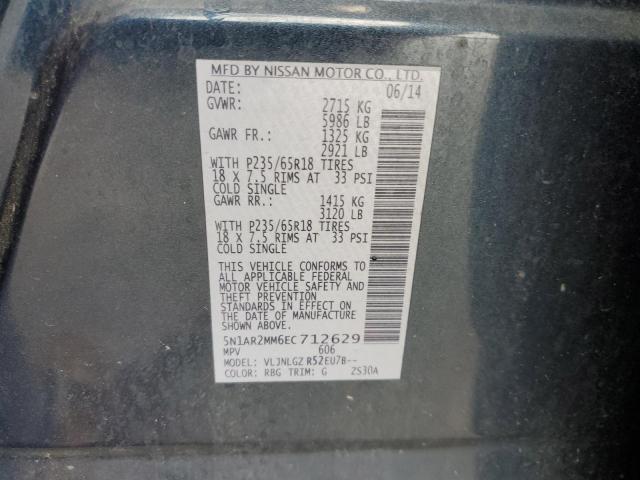 MFD BY NISSAN MOTOR CO., LTD.
DATE: 06/14
GVWR: 2715 KG
5986 LB
GAWR FR.: 1325 KG
2921 LB
WITH P235/65R18 TIRES
18 X 7.5 RIMS AT 33 PSI
COLD SINGLE
GAWR RR.: 1415 KG
3120 LB
WITH P235/65R18 TIRES
18 X 7.5 RIMS AT 33 PSI
COLD SINGLE
THIS VEHICLE CONFORMS TO
ALL APPLICABLE FEDERAL
MOTOR VEHICLE SAFETY AND
THEFT PREVENTION
STANDARDS IN EFFECT ON
THE DATE OF MANUFACTURE
SHOWN ABOVE.
5N1AR2MM6EC712629
MPV 606
MODEL: VLJNLGZ R52EU7B--
COLOR: RBG TRIM: G ZS30A